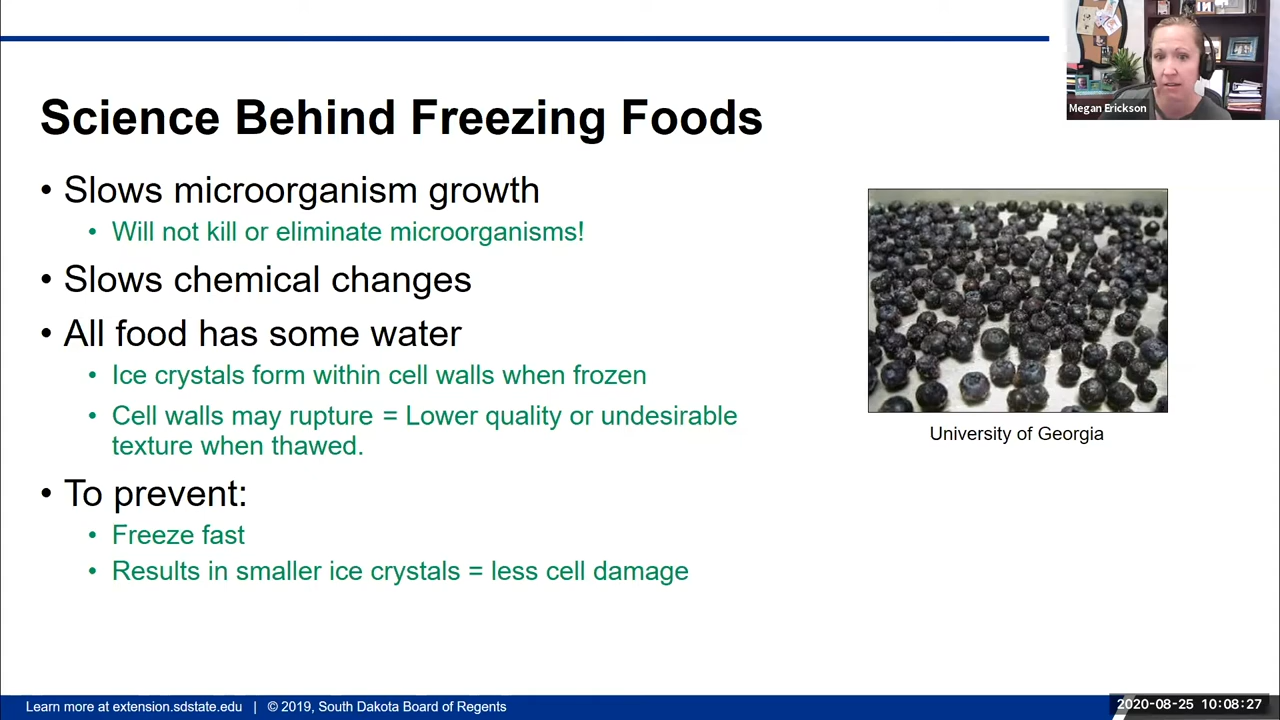 Megan Erickson
Science Behind Freezing Foods
• Slows microorganism growth
• Will not kill or eliminate microorganisms!
• Slows chemical changes
• All food has some water
• Ice crystals form within cell walls when frozen
• Cell walls may rupture = Lower quality or undesirable
texture when thawed.
• To prevent:
• Freeze fast
• Results in smaller ice crystals = less cell damage
University of Georgia
Learn more at extension.sdstate.edu | © 2019, South Dakota Board of Regents
2020-08-25 10:08:27